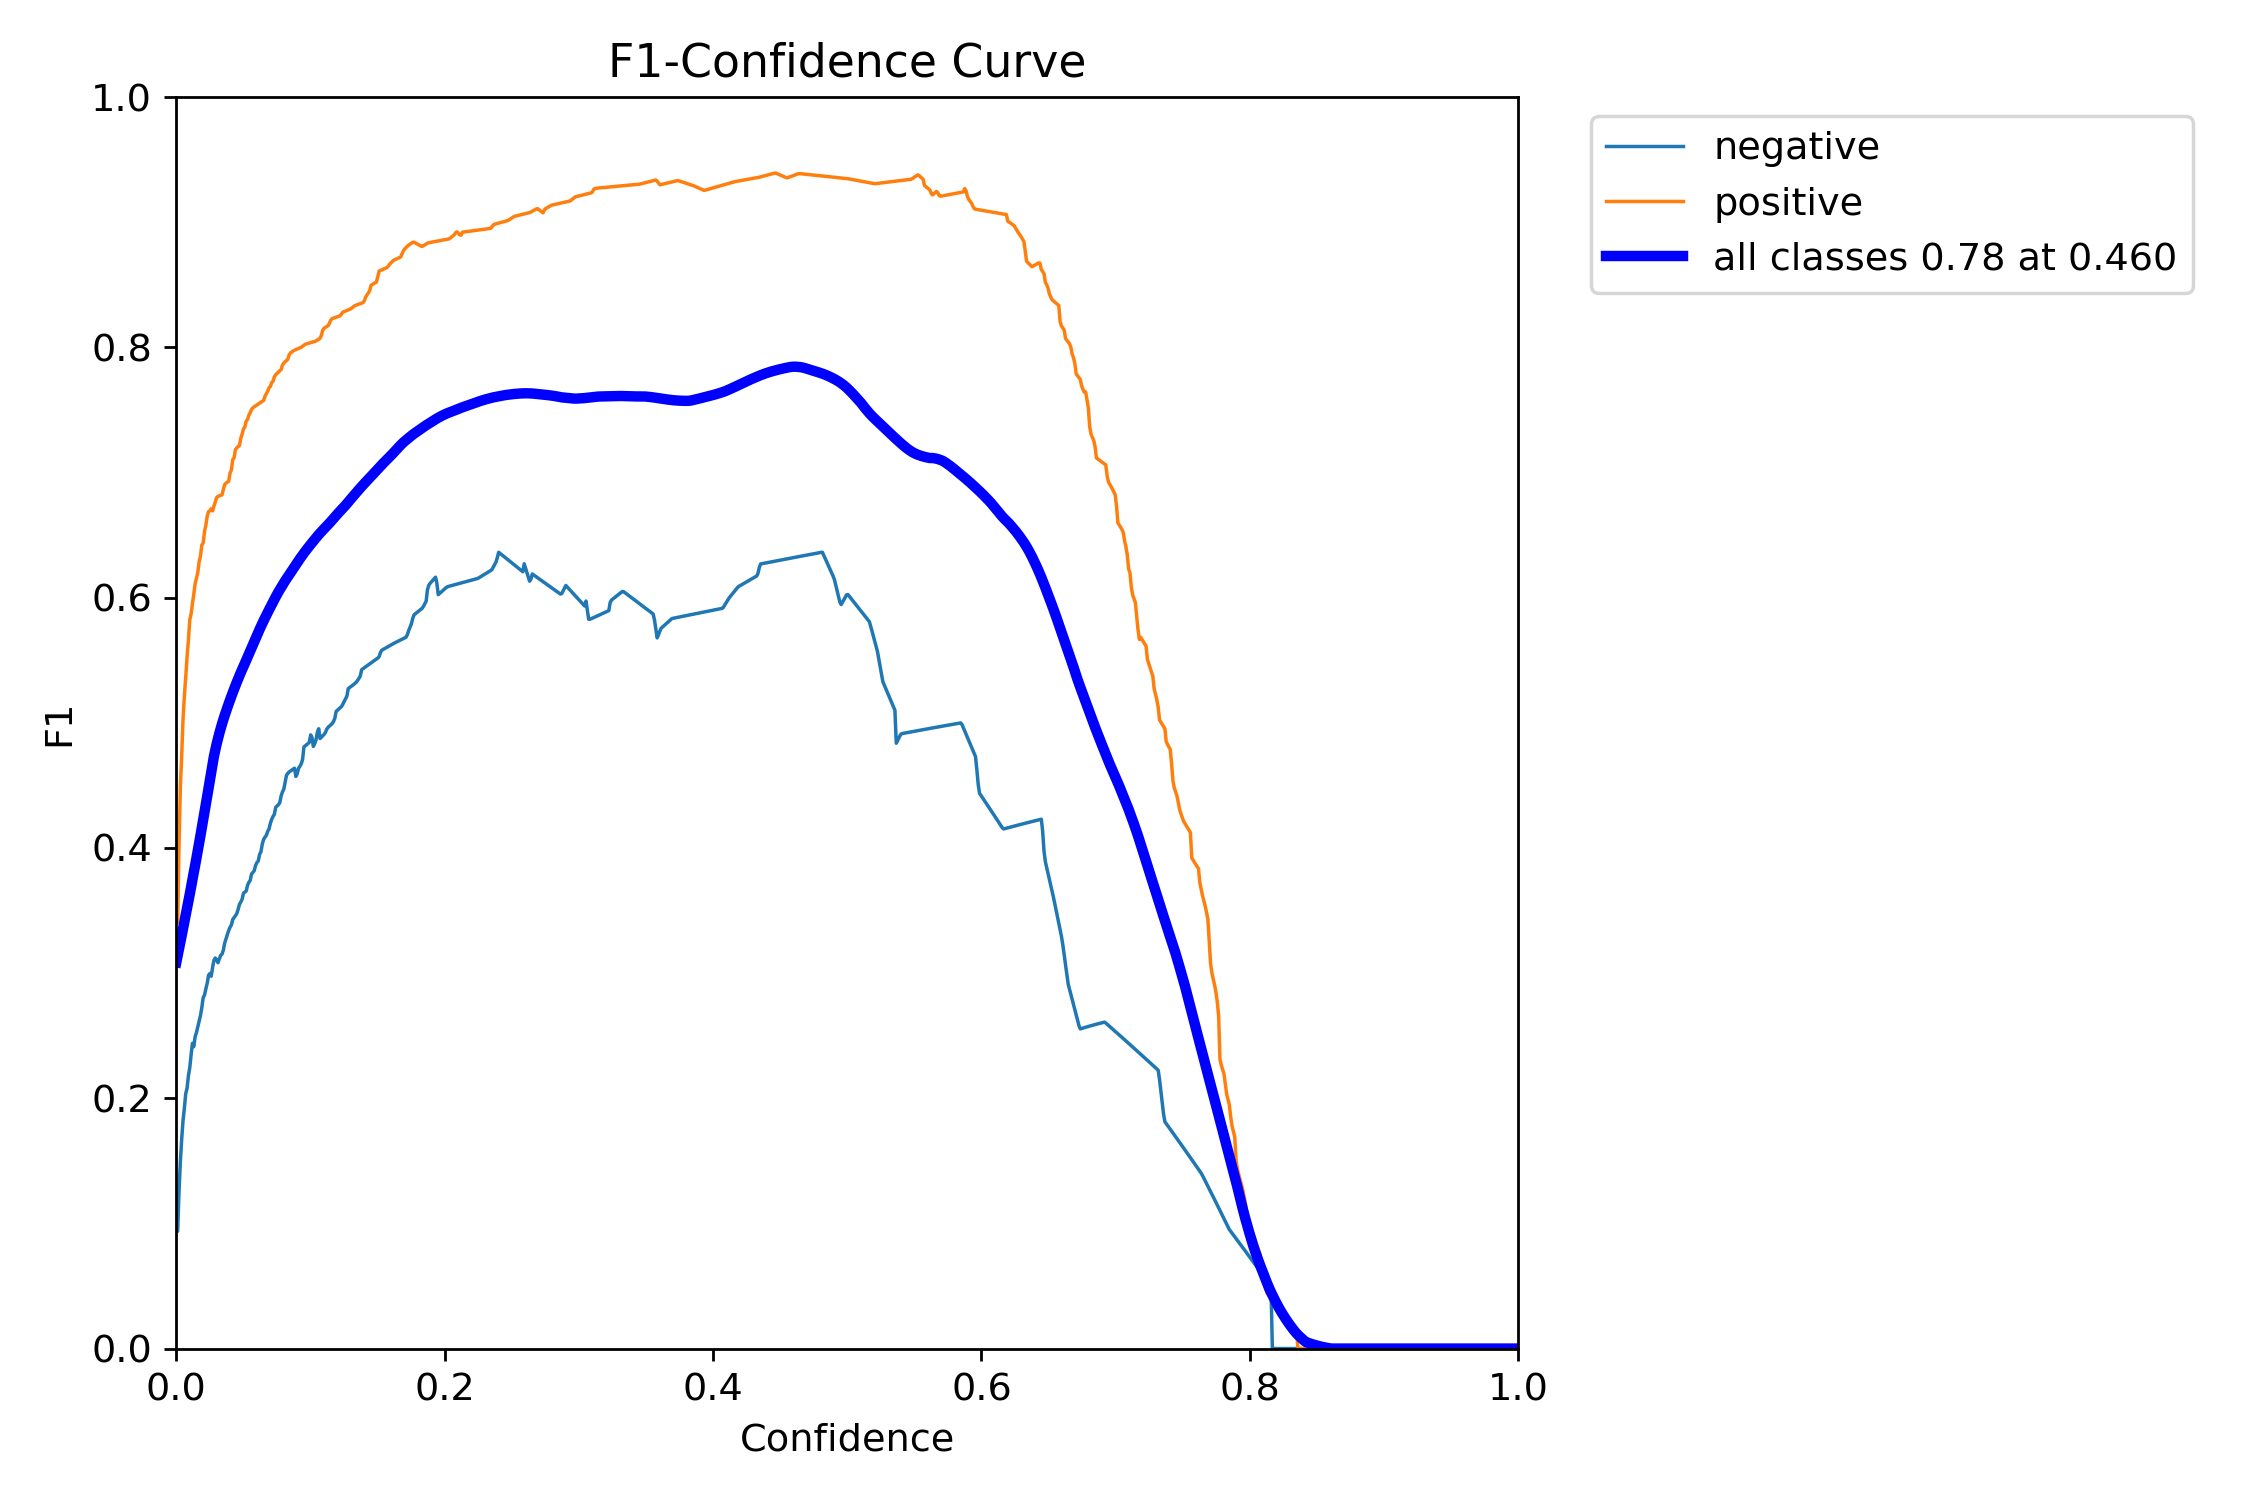 F1-Confidence Curve
1.0
0.8
0.6
0.4
0.2
0.0
F1
0.0 0.2 0.4 0.6 0.8 1.0
Confidence
negative
positive
all classes 0.78 at 0.460